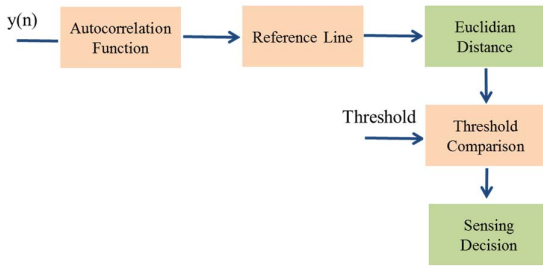 y(n)
Autocorrelation
Function
Reference Line
Euclidian
Distance
Threshold
Threshold
Comparison
Sensing
Decision